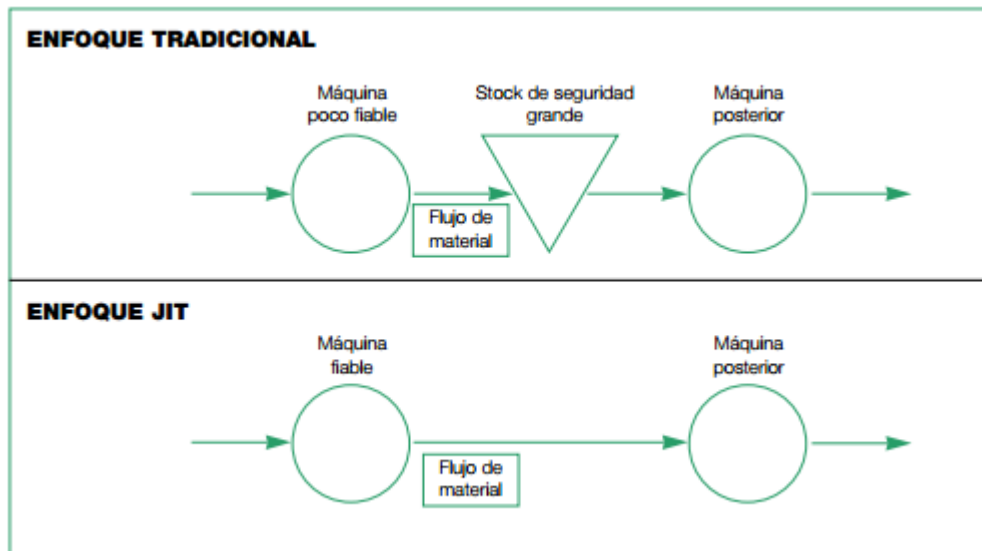 ENFOQUE TRADICIONAL
Máquina
poco fiable
Stock de seguridad
grande
Máquina
posterior
Flujo de
material
ENFOQUE JIT
Máquina
fiable
Máquina
posterior
Flujo de
material